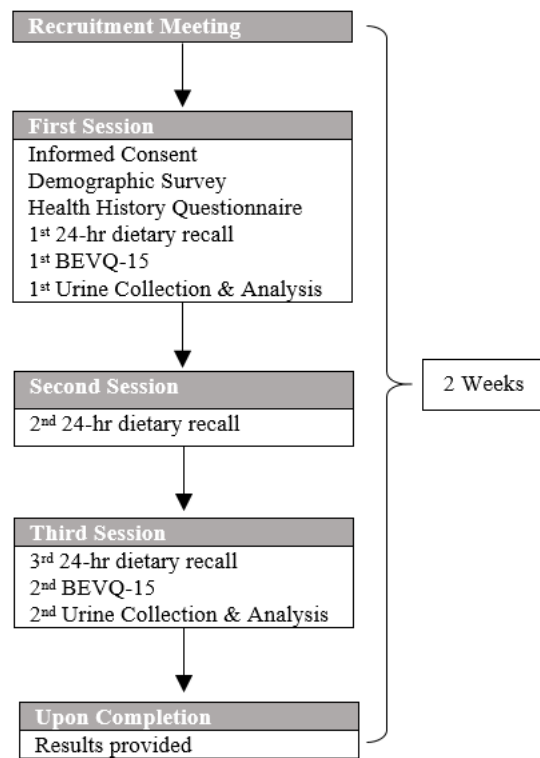 Recruitment Meeting
First Session
Informed Consent
Demographic Survey
Health History Questionnaire
1st 24-hr dietary recall
1st BEVQ-15
1st Urine Collection & Analysis
Second Session
2nd 24-hr dietary recall
2 Weeks
Third Session
3rd 24-hr dietary recall
2nd BEVQ-15
2nd Urine Collection & Analysis
Upon Completion
Results provided